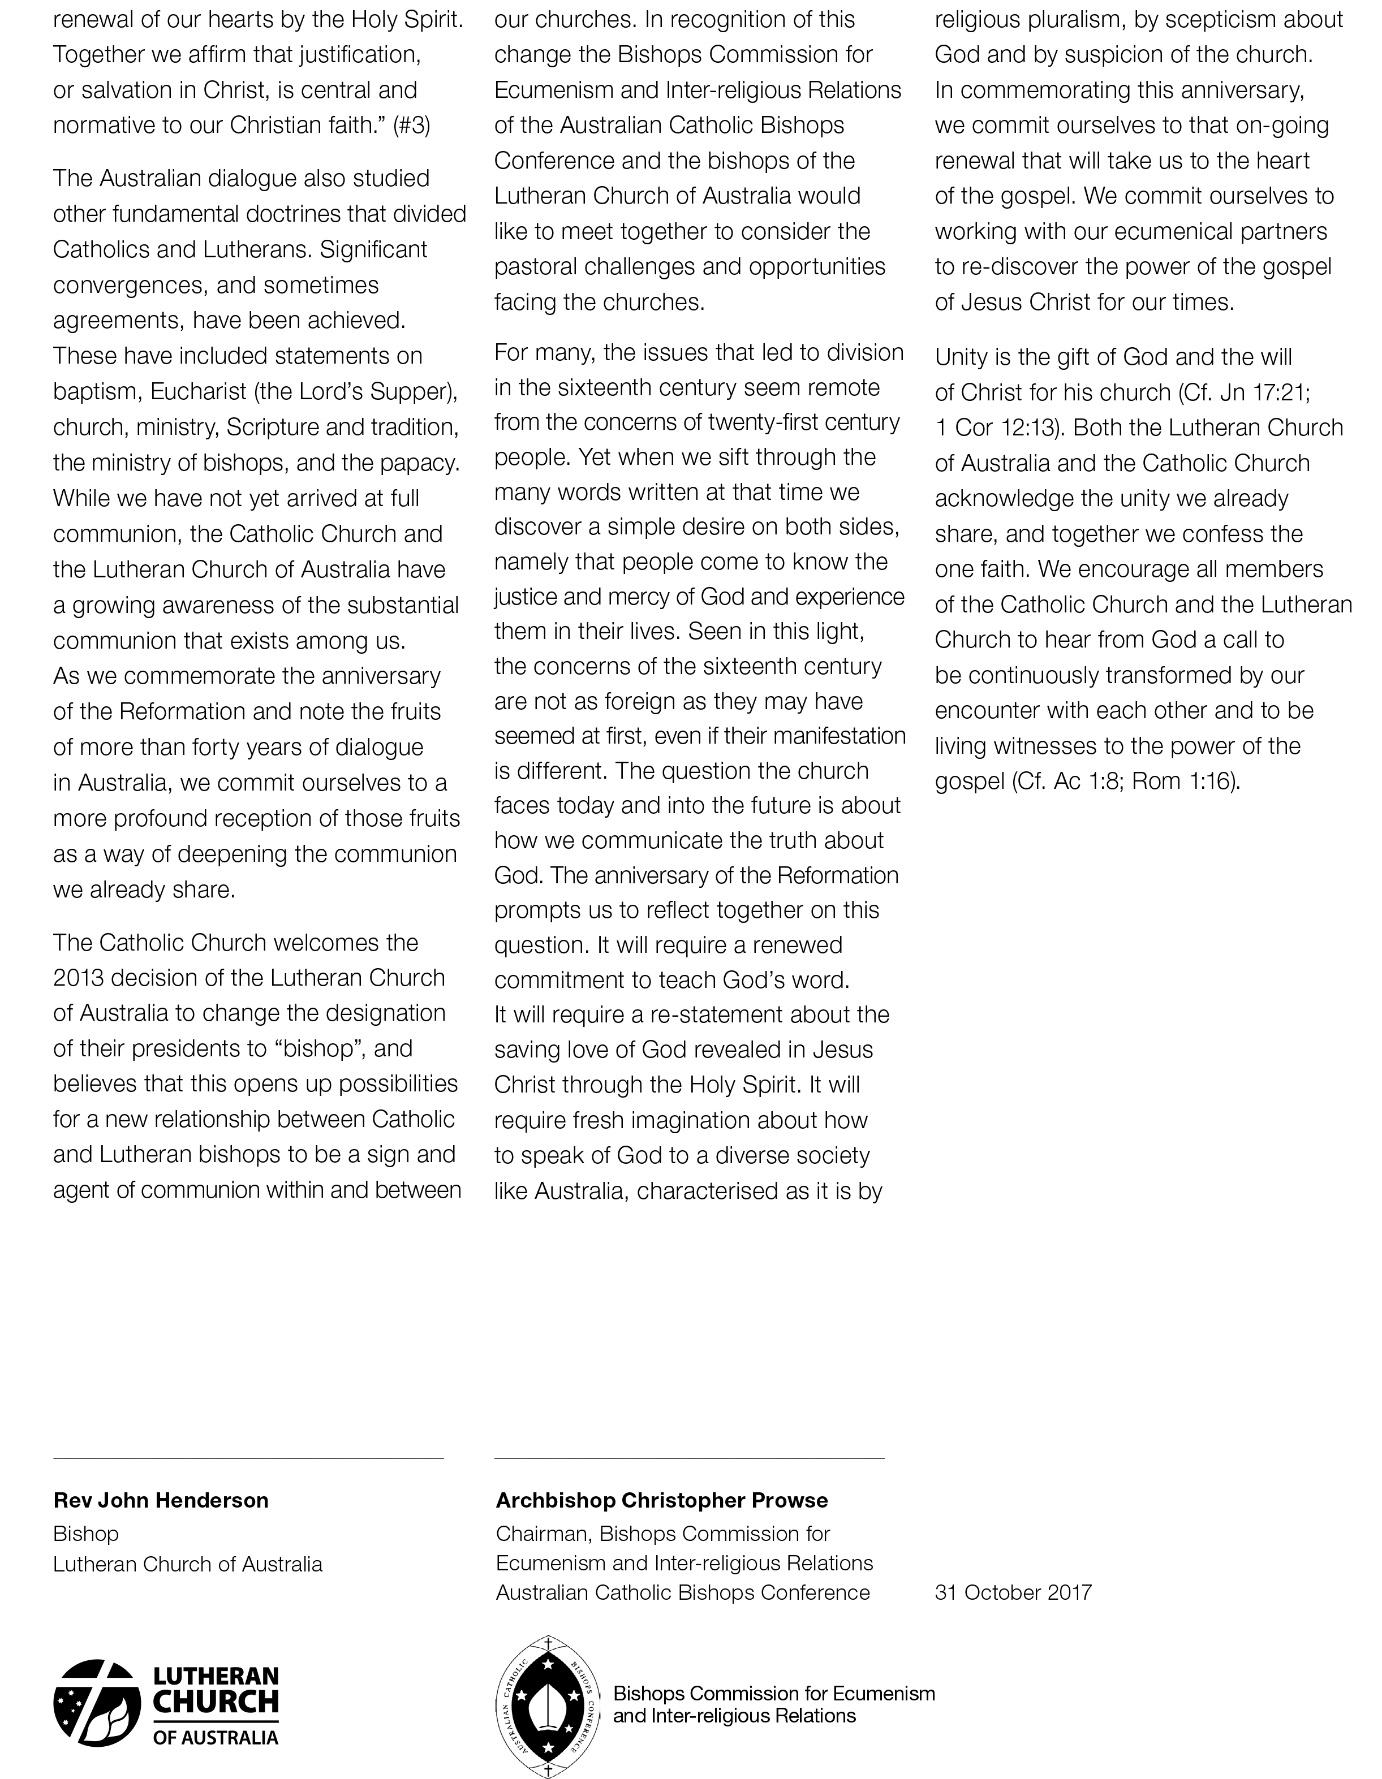 renewal of our hearts by the Holy Spirit.
Together we affirm that justification,
or salvation in Christ, is central and
normative to our Christian faith.” (#3)
The Australian dialogue also studied
other fundamental doctrines that divided
Catholics and Lutherans. Significant
convergences, and sometimes
agreements, have been achieved.
These have included statements on
baptism, Eucharist (the Lord’s Supper),
church, ministry, Scripture and tradition,
the ministry of bishops, and the papacy.
While we have not yet arrived at full
communion, the Catholic Church and
the Lutheran Church of Australia have
a growing awareness of the substantial
communion that exists among us.
As we commemorate the anniversary
of the Reformation and note the fruits
of more than forty years of dialogue
in Australia, we commit ourselves to a
more profound reception of those fruits
as a way of deepening the communion
we already share.
The Catholic Church welcomes the
2013 decision of the Lutheran Church
of Australia to change the designation
of their presidents to “bishop”, and
believes that this opens up possibilities
for a new relationship between Catholic
and Lutheran bishops to be a sign and
agent of communion within and between
our churches. In recognition of this
change the Bishops Commission for
Ecumenism and Inter-religious Relations
of the Australian Catholic Bishops
Conference and the bishops of the
Lutheran Church of Australia would
like to meet together to consider the
pastoral challenges and opportunities
facing the churches.
For many, the issues that led to division
in the sixteenth century seem remote
from the concerns of twenty-first century
people. Yet when we sift through the
many words written at that time we
discover a simple desire on both sides,
namely that people come to know the
justice and mercy of God and experience
them in their lives. Seen in this light,
the concerns of the sixteenth century
are not as foreign as they may have
seemed at first, even if their manifestation
is different. The question the church
faces today and into the future is about
how we communicate the truth about
God. The anniversary of the Reformation
prompts us to reflect together on this
question. It will require a renewed
commitment to teach God’s word.
It will require a re-statement about the
saving love of God revealed in Jesus
Christ through the Holy Spirit. It will
require fresh imagination about how
to speak of God to a diverse society
like Australia, characterised as it is by
religious pluralism, by scepticism about
God and by suspicion of the church.
In commemorating this anniversary,
we commit ourselves to that on-going
renewal that will take us to the heart
of the gospel. We commit ourselves to
working with our ecumenical partners
to re-discover the power of the gospel
of Jesus Christ for our times.
Unity is the gift of God and the will
of Christ for his church (Cf. Jn 17:21;
1 Cor 12:13). Both the Lutheran Church
of Australia and the Catholic Church
acknowledge the unity we already
share, and together we confess the
one faith. We encourage all members
of the Catholic Church and the Lutheran
Church to hear from God a call to
be continuously transformed by our
encounter with each other and to be
living witnesses to the power of the
gospel (Cf. Ac 1:8; Rom 1:16).
Rev John Henderson
Bishop
Lutheran Church of Australia
Archbishop Christopher Prowse
Chairman, Bishops Commission for
Ecumenism and Inter-religious Relations
Australian Catholic Bishops Conference
31 October 2017
LUTHERAN
CHURCH
OF AUSTRALIA
AUSTRALIAN CATHOLIC BISHOPS CONFERENCE
Bishops Commission for Ecumenism
and Inter-religious Relations